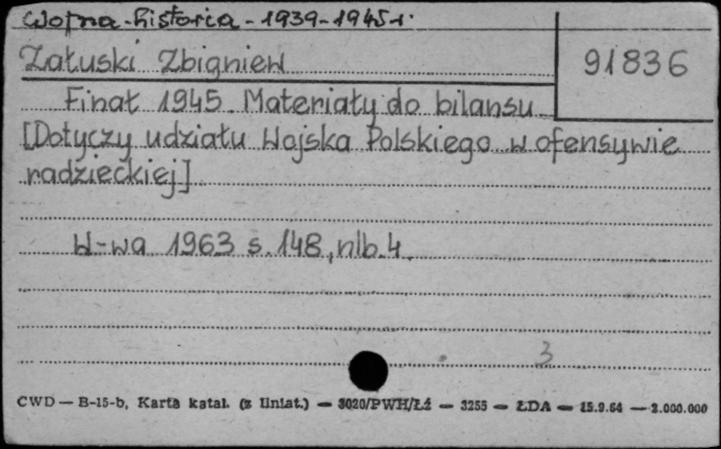 Wojna-historia-1939-1945 r.
Załuski Zbigniew
91836
Finał 1945. Materiały do bilansu
[Dotyczy udziału Wojska Polskiego w ofensywie
radzieckiej]
W-wa 1963 s. 148, nlb. 4.
3
CWD — B-15-b, Karta katal. (z liniat.) — 3020/PWH/Łź — 3255 — ŁDA — 15.9.64 — 2.000.000